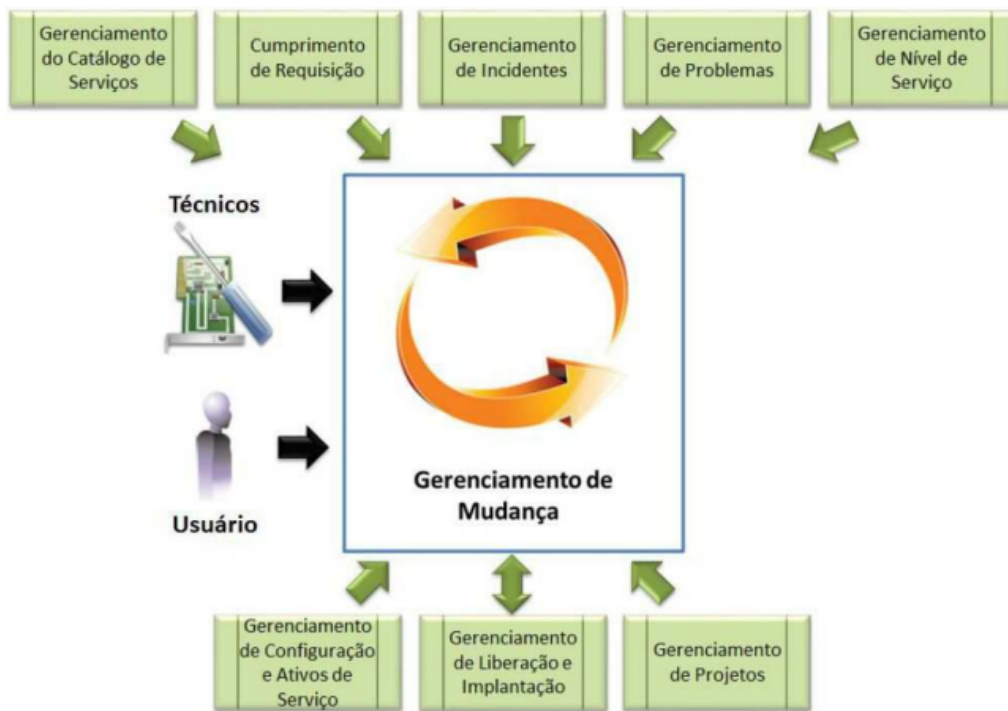 Gerenciamento
do Catálogo de
Serviços
Cumprimento
de Requisição
Gerenciamento
de Incidentes
Gerenciamento
de Problemas
Gerenciamento
de Nível de
Serviço
Técnicos
Usuário
Gerenciamento de
Mudança
Gerenciamento
de Configuração
e Ativos de
Serviço
Gerenciamento
de Liberação e
Implantação
Gerenciamento
de Projetos